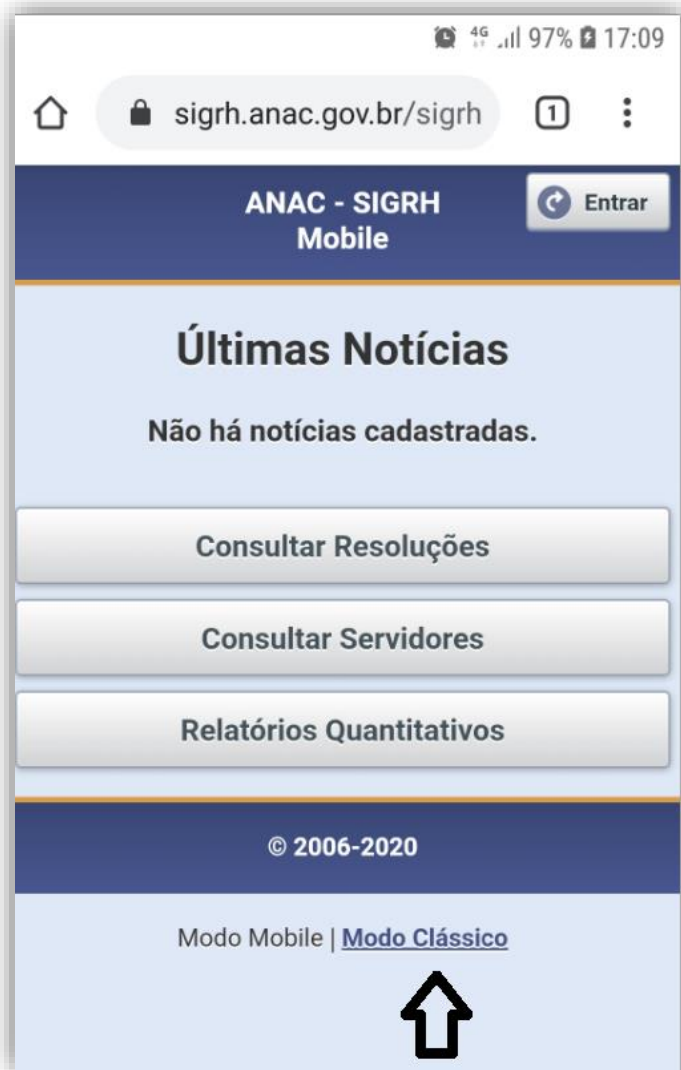 4G 97% 17:09
sigrh.anac.gov.br/sigrh 1
ANAC - SIGRH
Mobile
Entrar
Últimas Notícias
Não há notícias cadastradas.
Consultar Resoluções
Consultar Servidores
Relatórios Quantitativos
© 2006-2020
Modo Mobile | Modo Clássico